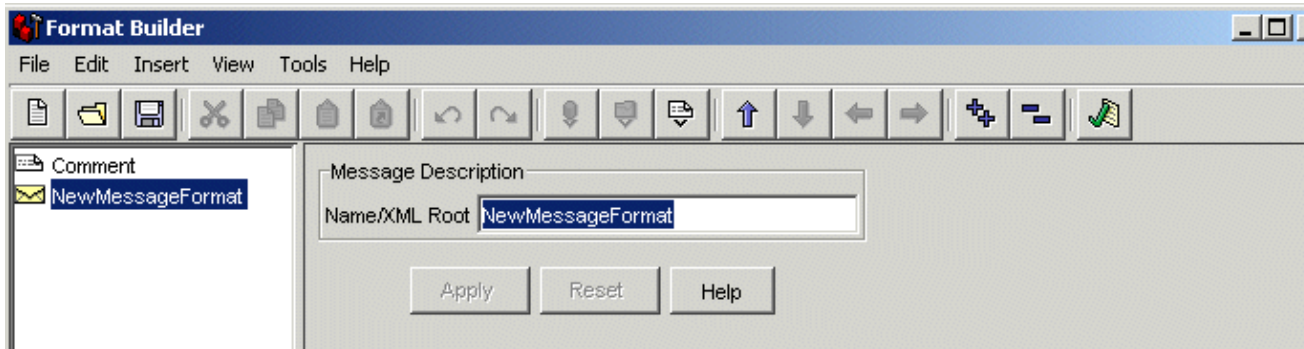 Format Builder
File Edit Insert View Tools Help
Comment
NewMessageFormat
Message Description
Name/XML Root NewMessageFormat
Apply Reset Help